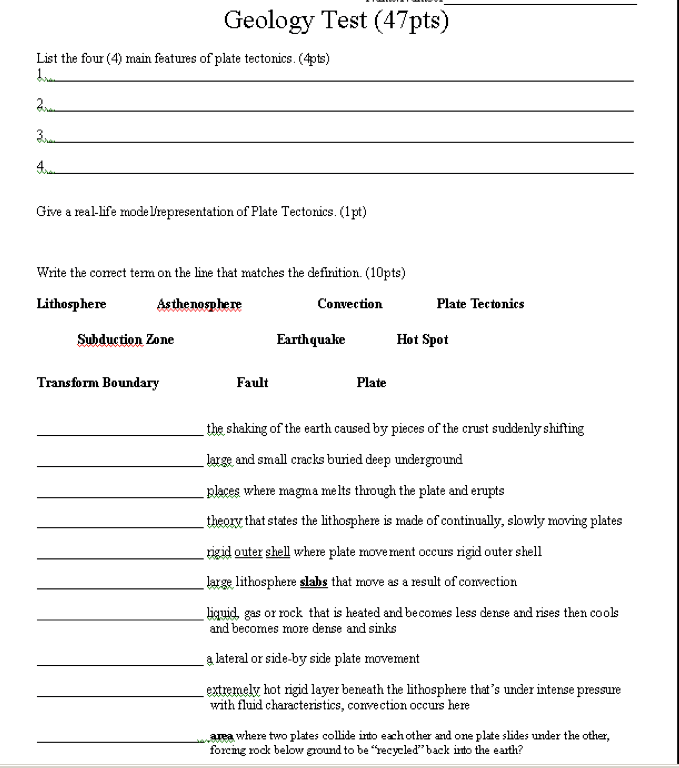 Geology Test (47pts)
List the four (4) main features of plate tectonics. (4pts)
1.
2.
3.
4.
Give a real-life model/representation of Plate Tectonics. (1pt)
Write the correct term on the line that matches the definition. (10pts)
Lithosphere Asthenosphere Convection Plate Tectonics
Subduction Zone Earthquake Hot Spot
Transform Boundary Fault Plate
the shaking of the earth caused by pieces of the crust suddenly shifting
large and small cracks buried deep underground
places where magma melts through the plate and erupts
theory that states the lithosphere is made of continually, slowly moving plates
rigid outer shell where plate movement occurs rigid outer shell
large lithosphere slabs that move as a result of convection
liquid, gas or rock that is heated and becomes less dense and rises then cools
and becomes more dense and sinks
a lateral or side-by side plate movement
extremely hot rigid layer beneath the lithosphere that's under intense pressure
with fluid characteristics, convection occurs here
area where two plates collide into each other and one plate slides under the other,
forcing rock below ground to be "recycled" back into the earth?